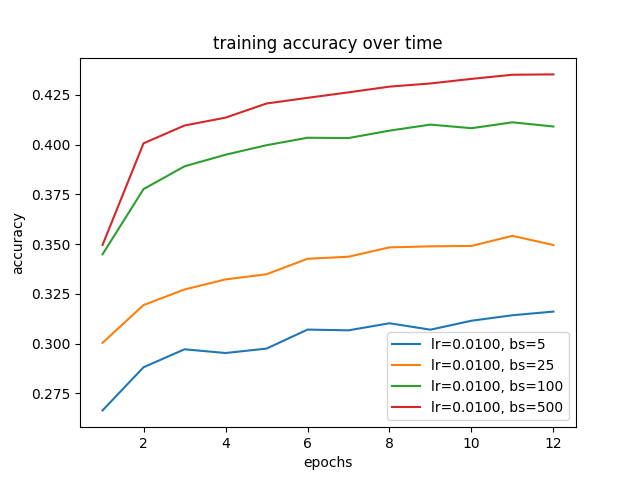 training accuracy over time
accuracy
0.425
0.400
0.375
0.350
0.325
0.300
0.275
lr=0.0100, bs=5
lr=0.0100, bs=25
lr=0.0100, bs=100
lr=0.0100, bs=500
2 4 6 8 10 12
epochs